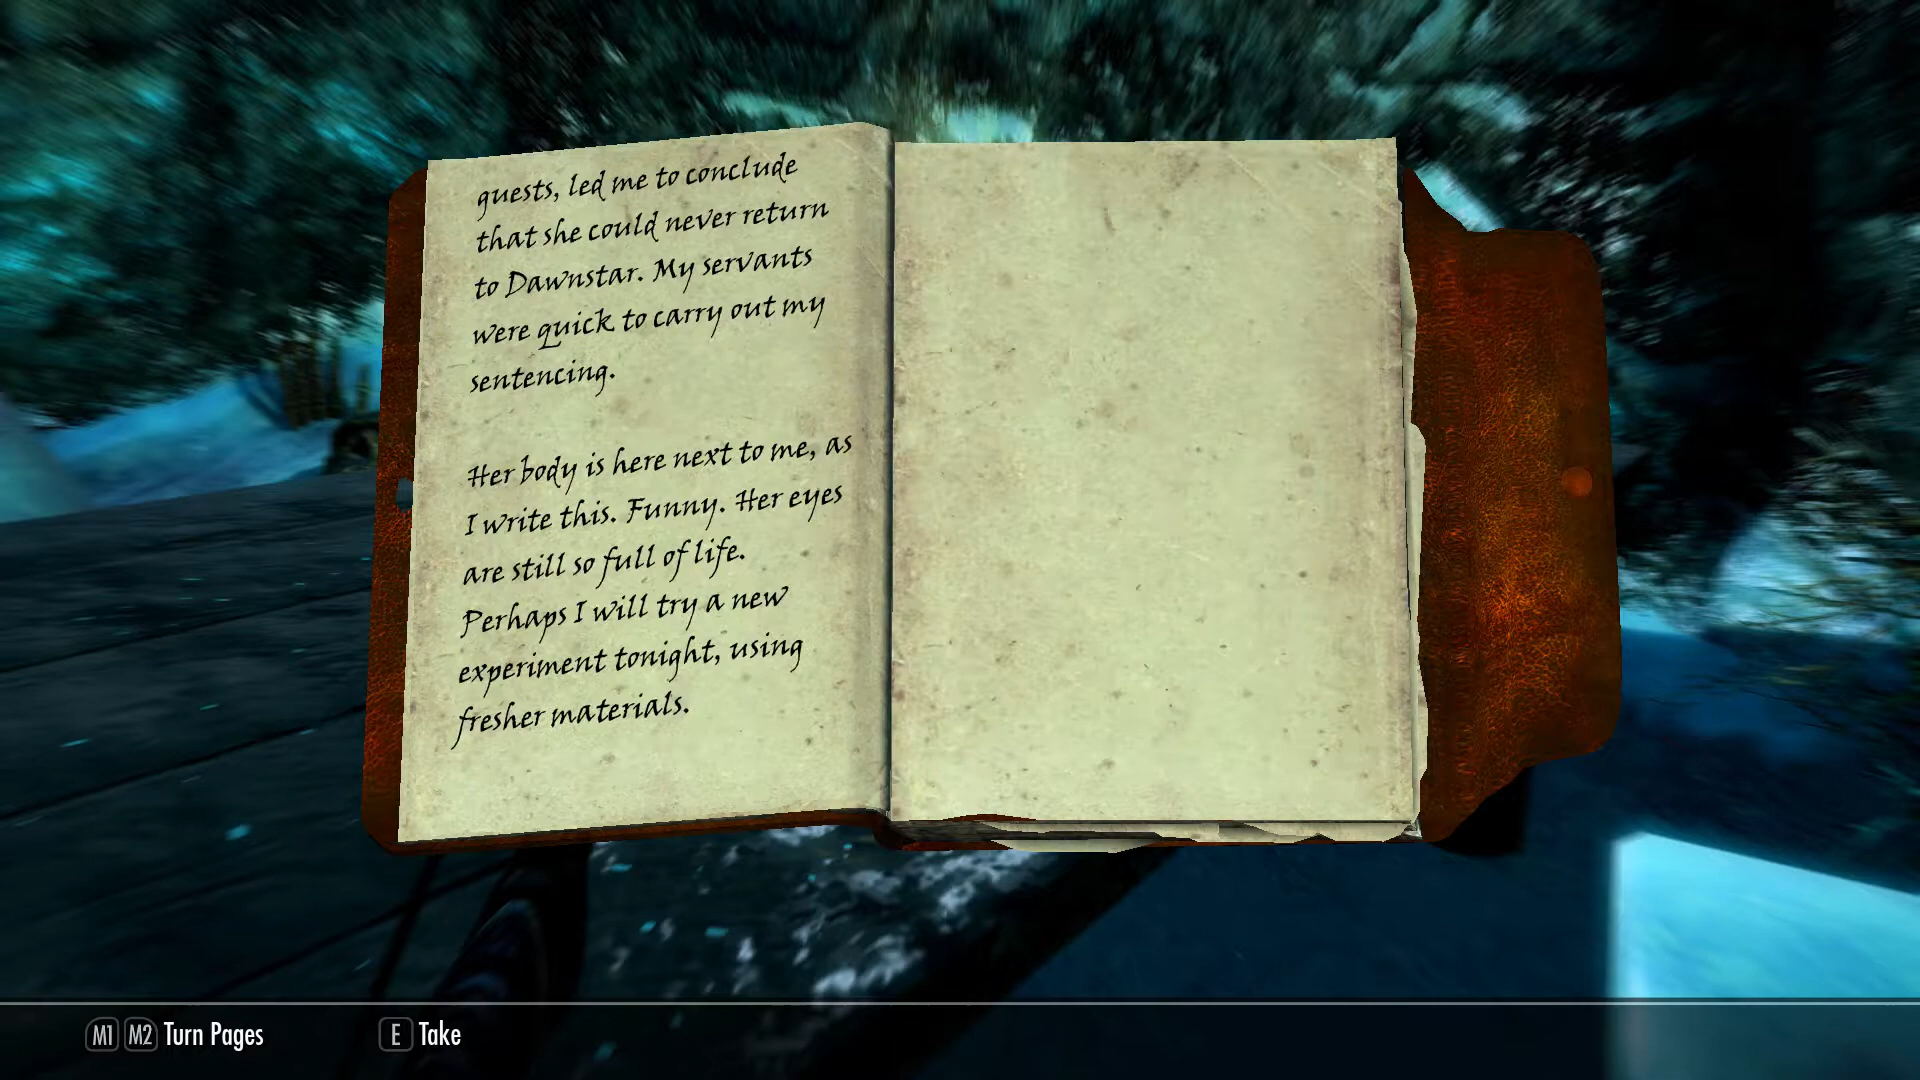 guests, led me to conclude
that she could never return
to Dawnstar. My servants
were quick to carry out my
sentencing.
Her body is here next to me, as
I write this. Funny. Her eyes
are still so full of life.
Perhaps I will try a new
experiment tonight, using
fresher materials.
M1 M2 Turn Pages E Take